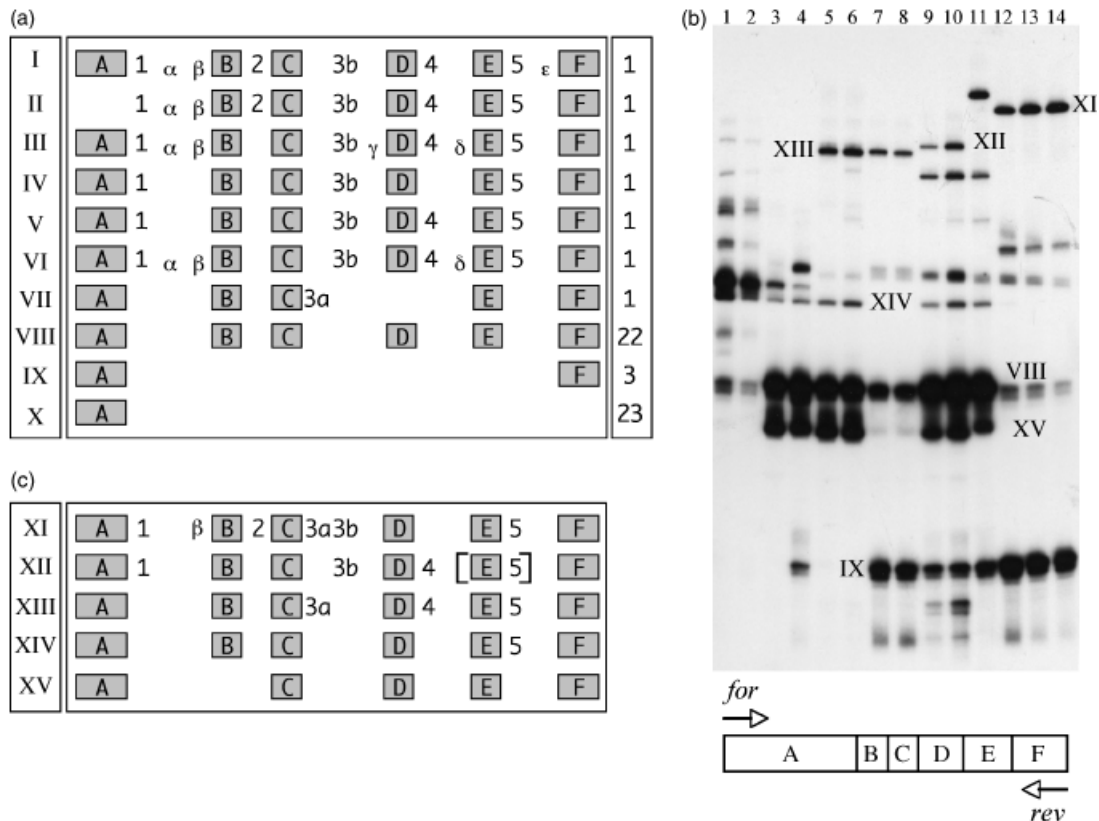 (a)
I A 1 α β B 2 C 3b D 4 E 5 ε F 1
II 1 α β B 2 C 3b D 4 E 5 F 1
III A 1 α β B C 3b γ D 4 δ E 5 F 1
IV A 1 B C 3b D E 5 F 1
V A 1 B C 3b D 4 E 5 F 1
VI A 1 α β B C 3b D 4 δ E 5 F 1
VII A B C 3a E F 1
VIII A B C D E F 22
IX A F 3
X A 23
(c)
XI A 1 β B 2 C 3a 3b D E 5 F
XII A 1 B C 3b D 4 [ E 5 ] F
XIII A B C 3a D 4 E 5 F
XIV A B C D E 5 F
XV A C D E F
(b)
1 2 3 4 5 6 7 8 9 10 11 12 13 14
XI
XII
XIII
XIV
VIII
XV
IX
for
A B C D E F
rev